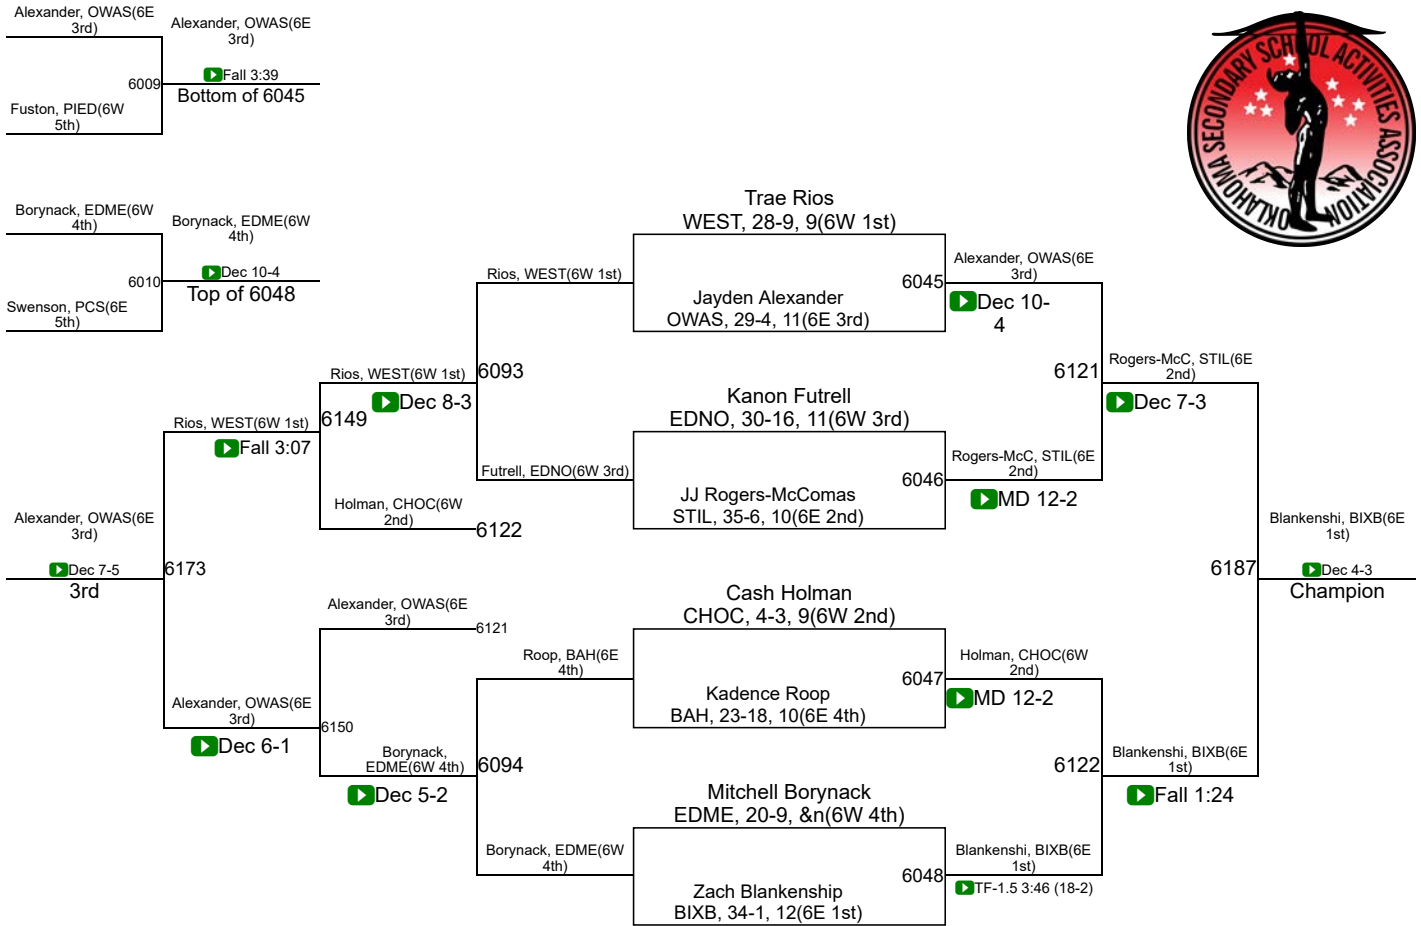 Alexander, OWAS(6E
3rd)
Alexander, OWAS(6E
3rd)
6009
Fall 3:39
Bottom of 6045
Fuston, PIED(6W
5th)
Borynack, EDME(6W
4th)
Borynack, EDME(6W
4th)
6010
Dec 10-4
Top of 6048
Swenson, PCS(6E
5th)
OKLAHOMA SECONDARY SCHOOL ACTIVITIES ASSOCIATION
Trae Rios
WEST, 28-9, 9(6W 1st)
Rios, WEST(6W 1st)
6045
Alexander, OWAS(6E
3rd)
Jayden Alexander
OWAS, 29-4, 11(6E 3rd)
Dec 10-
4
Rios, WEST(6W 1st)
6093
Dec 8-3
6121
Rogers-McC, STIL(6E
2nd)
Dec 7-3
Kanon Futrell
EDNO, 30-16, 11(6W 3rd)
Rios, WEST(6W 1st)
6149
Fall 3:07
Futrell, EDNO(6W 3rd)
6046
Rogers-McC, STIL(6E
2nd)
JJ Rogers-McComas
STIL, 35-6, 10(6E 2nd)
MD 12-2
Holman, CHOC(6W
2nd)
6122
Alexander, OWAS(6E
3rd)
6173
Dec 7-5
3rd
6187
Blankenshi, BIXB(6E
1st)
Dec 4-3
Champion
Cash Holman
CHOC, 4-3, 9(6W 2nd)
Alexander, OWAS(6E
3rd)
6121
Roop, BAH(6E
4th)
6047
Holman, CHOC(6W
2nd)
Kadence Roop
BAH, 23-18, 10(6E 4th)
MD 12-2
Alexander, OWAS(6E
3rd)
6150
Dec 6-1
Borynack,
EDME(6W 4th)
6094
Dec 5-2
6122
Blankenshi, BIXB(6E
1st)
Fall 1:24
Mitchell Borynack
EDME, 20-9, &n(6W 4th)
Borynack, EDME(6W
4th)
6048
Blankenshi, BIXB(6E
1st)
Zach Blankenship
BIXB, 34-1, 12(6E 1st)
TF-1.5 3:46 (18-2)